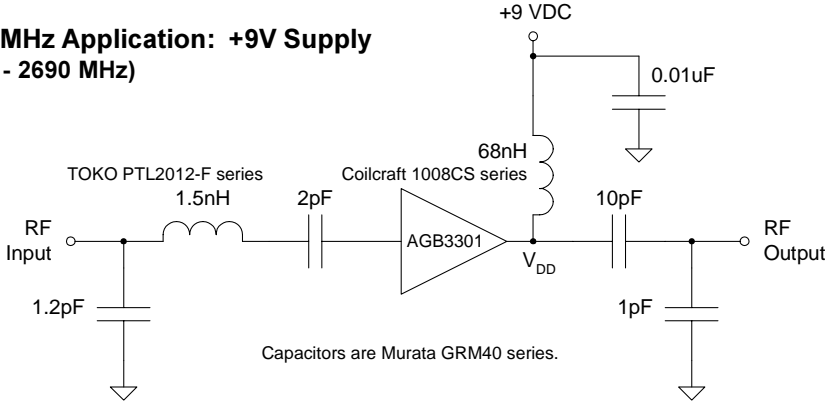 +9 VDC
MHz Application: +9V Supply
- 2690 MHz)
0.01uF
68nH
TOKO PTL2012-F series
Coilcraft 1008CS series
1.5nH
2pF
10pF
RF
Input
AGB3301
V_DD
RF
Output
1.2pF
1pF
Capacitors are Murata GRM40 series.